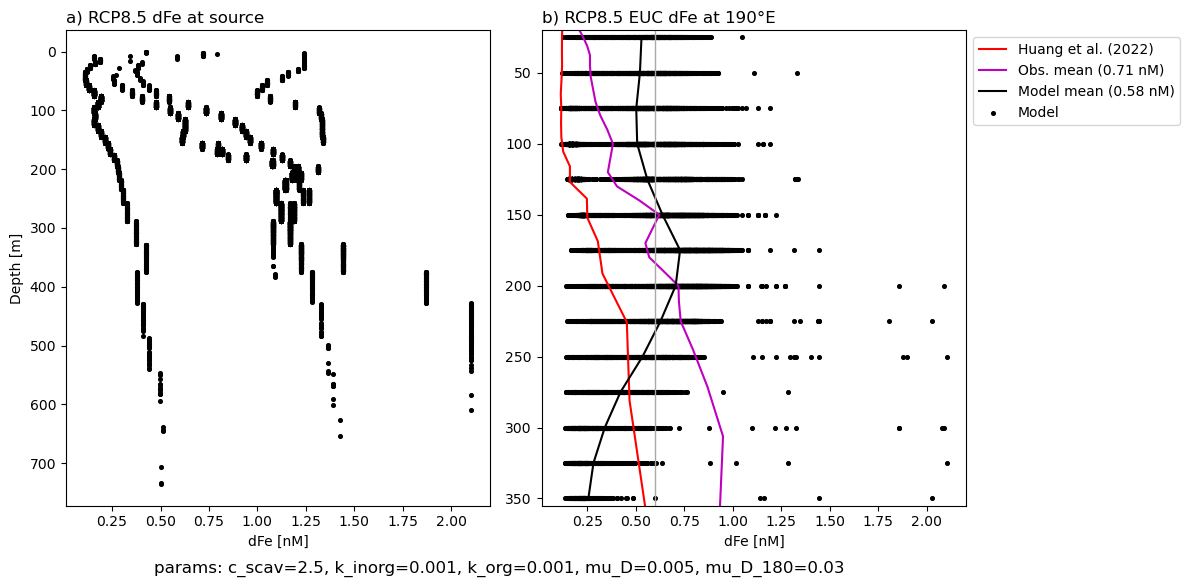 a) RCP8.5 dFe at source
b) RCP8.5 EUC dFe at 190°E
Depth [m]
0
100
200
300
400
500
600
700
0.25 0.50 0.75 1.00 1.25 1.50 1.75 2.00
dFe [nM]
50
100
150
200
250
300
350
0.25 0.50 0.75 1.00 1.25 1.50 1.75 2.00
dFe [nM]
Huang et al. (2022)
Obs. mean (0.71 nM)
Model mean (0.58 nM)
Model
params: c_scav=2.5, k_inorg=0.001, k_org=0.001, mu_D=0.005, mu_D_180=0.03